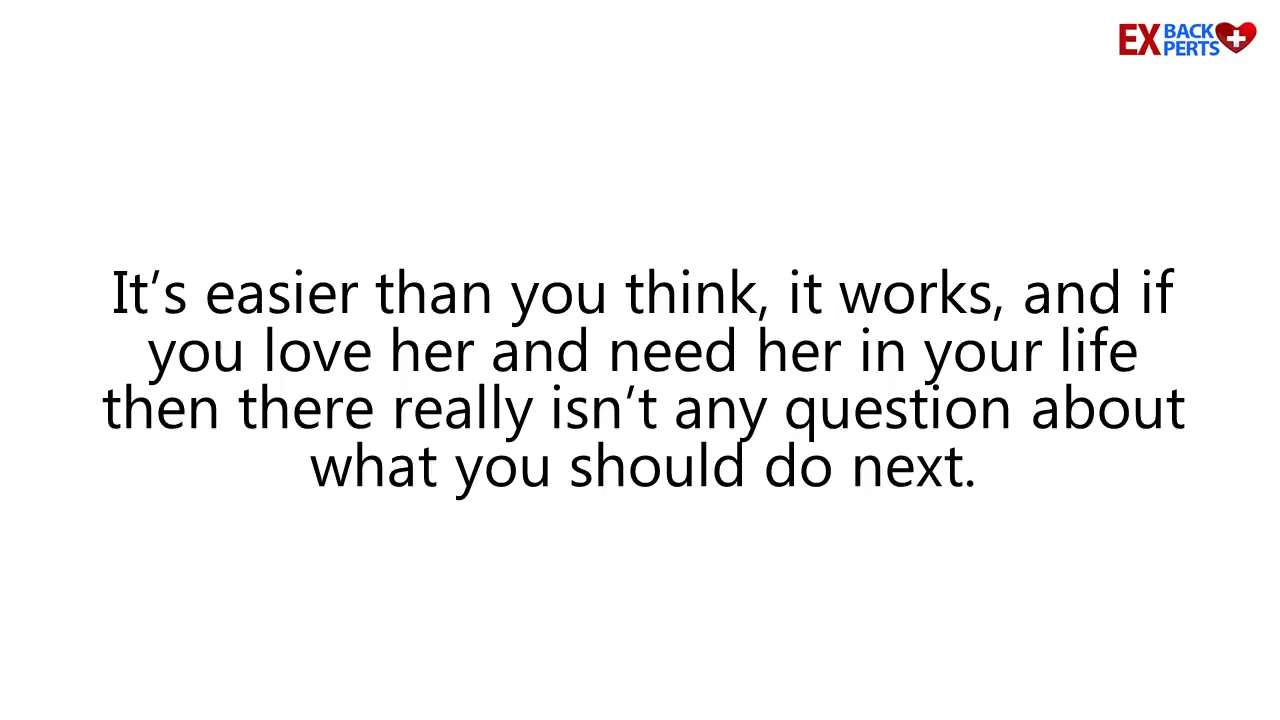 EX BACK
PERTS
It’s easier than you think, it works, and if
you love her and need her in your life
then there really isn’t any question about
what you should do next.